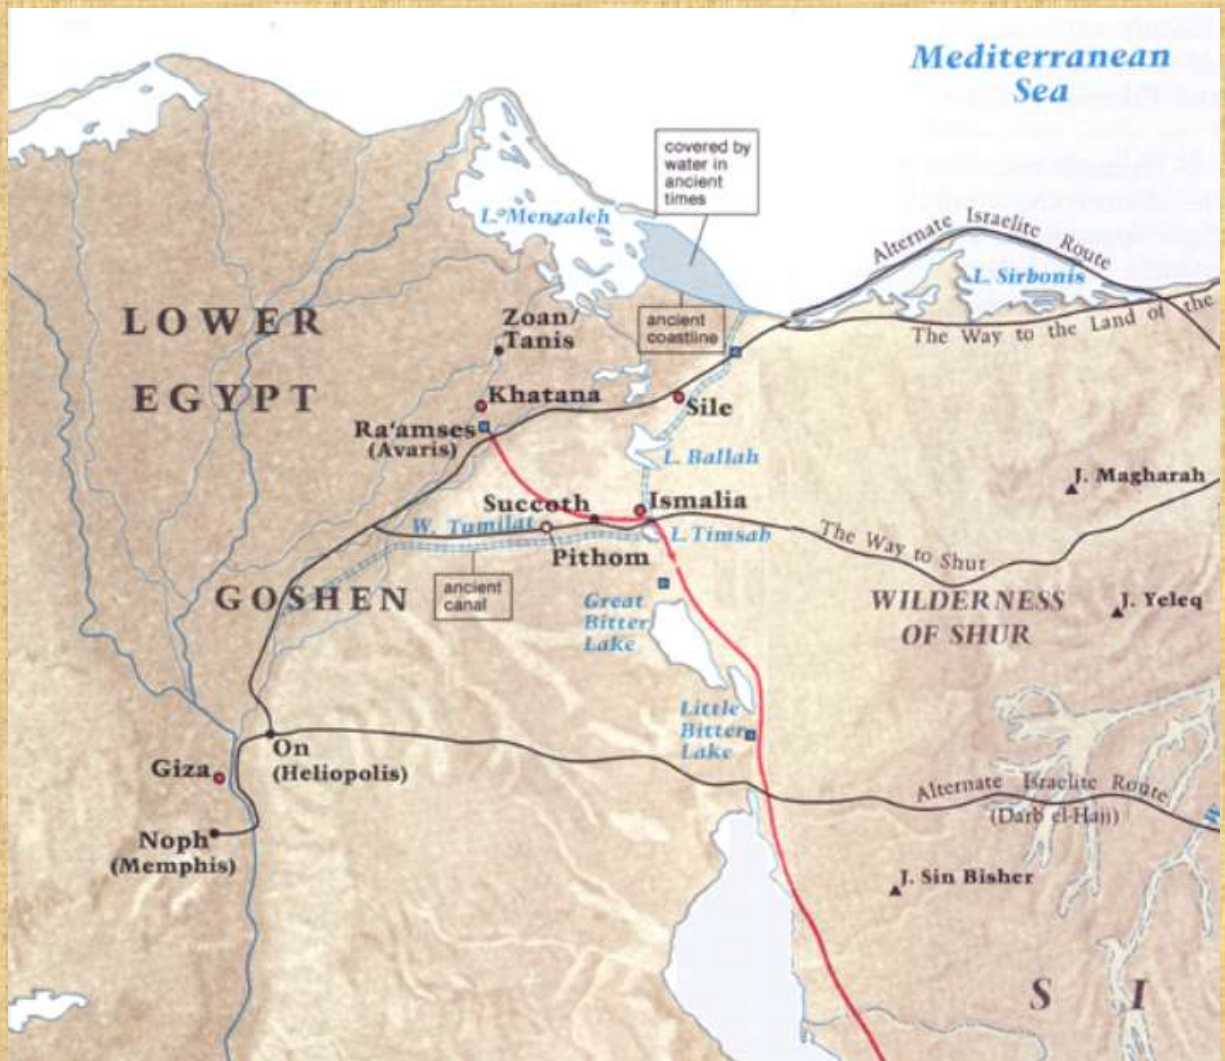 Mediterranean
Sea
covered by
water in
ancient
times
L. Menzaleh
Alternate Israelite Route
L. Sirbonis
The Way to the Land of the
LOWER
EGYPT
Zoan/
Tanis
ancient
coastline
Khatana
Sile
Ra'amses
(Avaris)
L. Ballah
J. Magharah
Succoth
Ismalia
W. Tumilat
L. Timsah
The Way to Shur
Pithom
GOSHEN
ancient
canal
Great
Bitter
Lake
WILDERNESS
OF SHUR
J. Yeleq
Little
Bitter
Lake
On
(Heliopolis)
Giza
Alternate Israelite Route
(Darb el-Hajj)
W
Noph
(Memphis)
J. Sin Bisher
S I